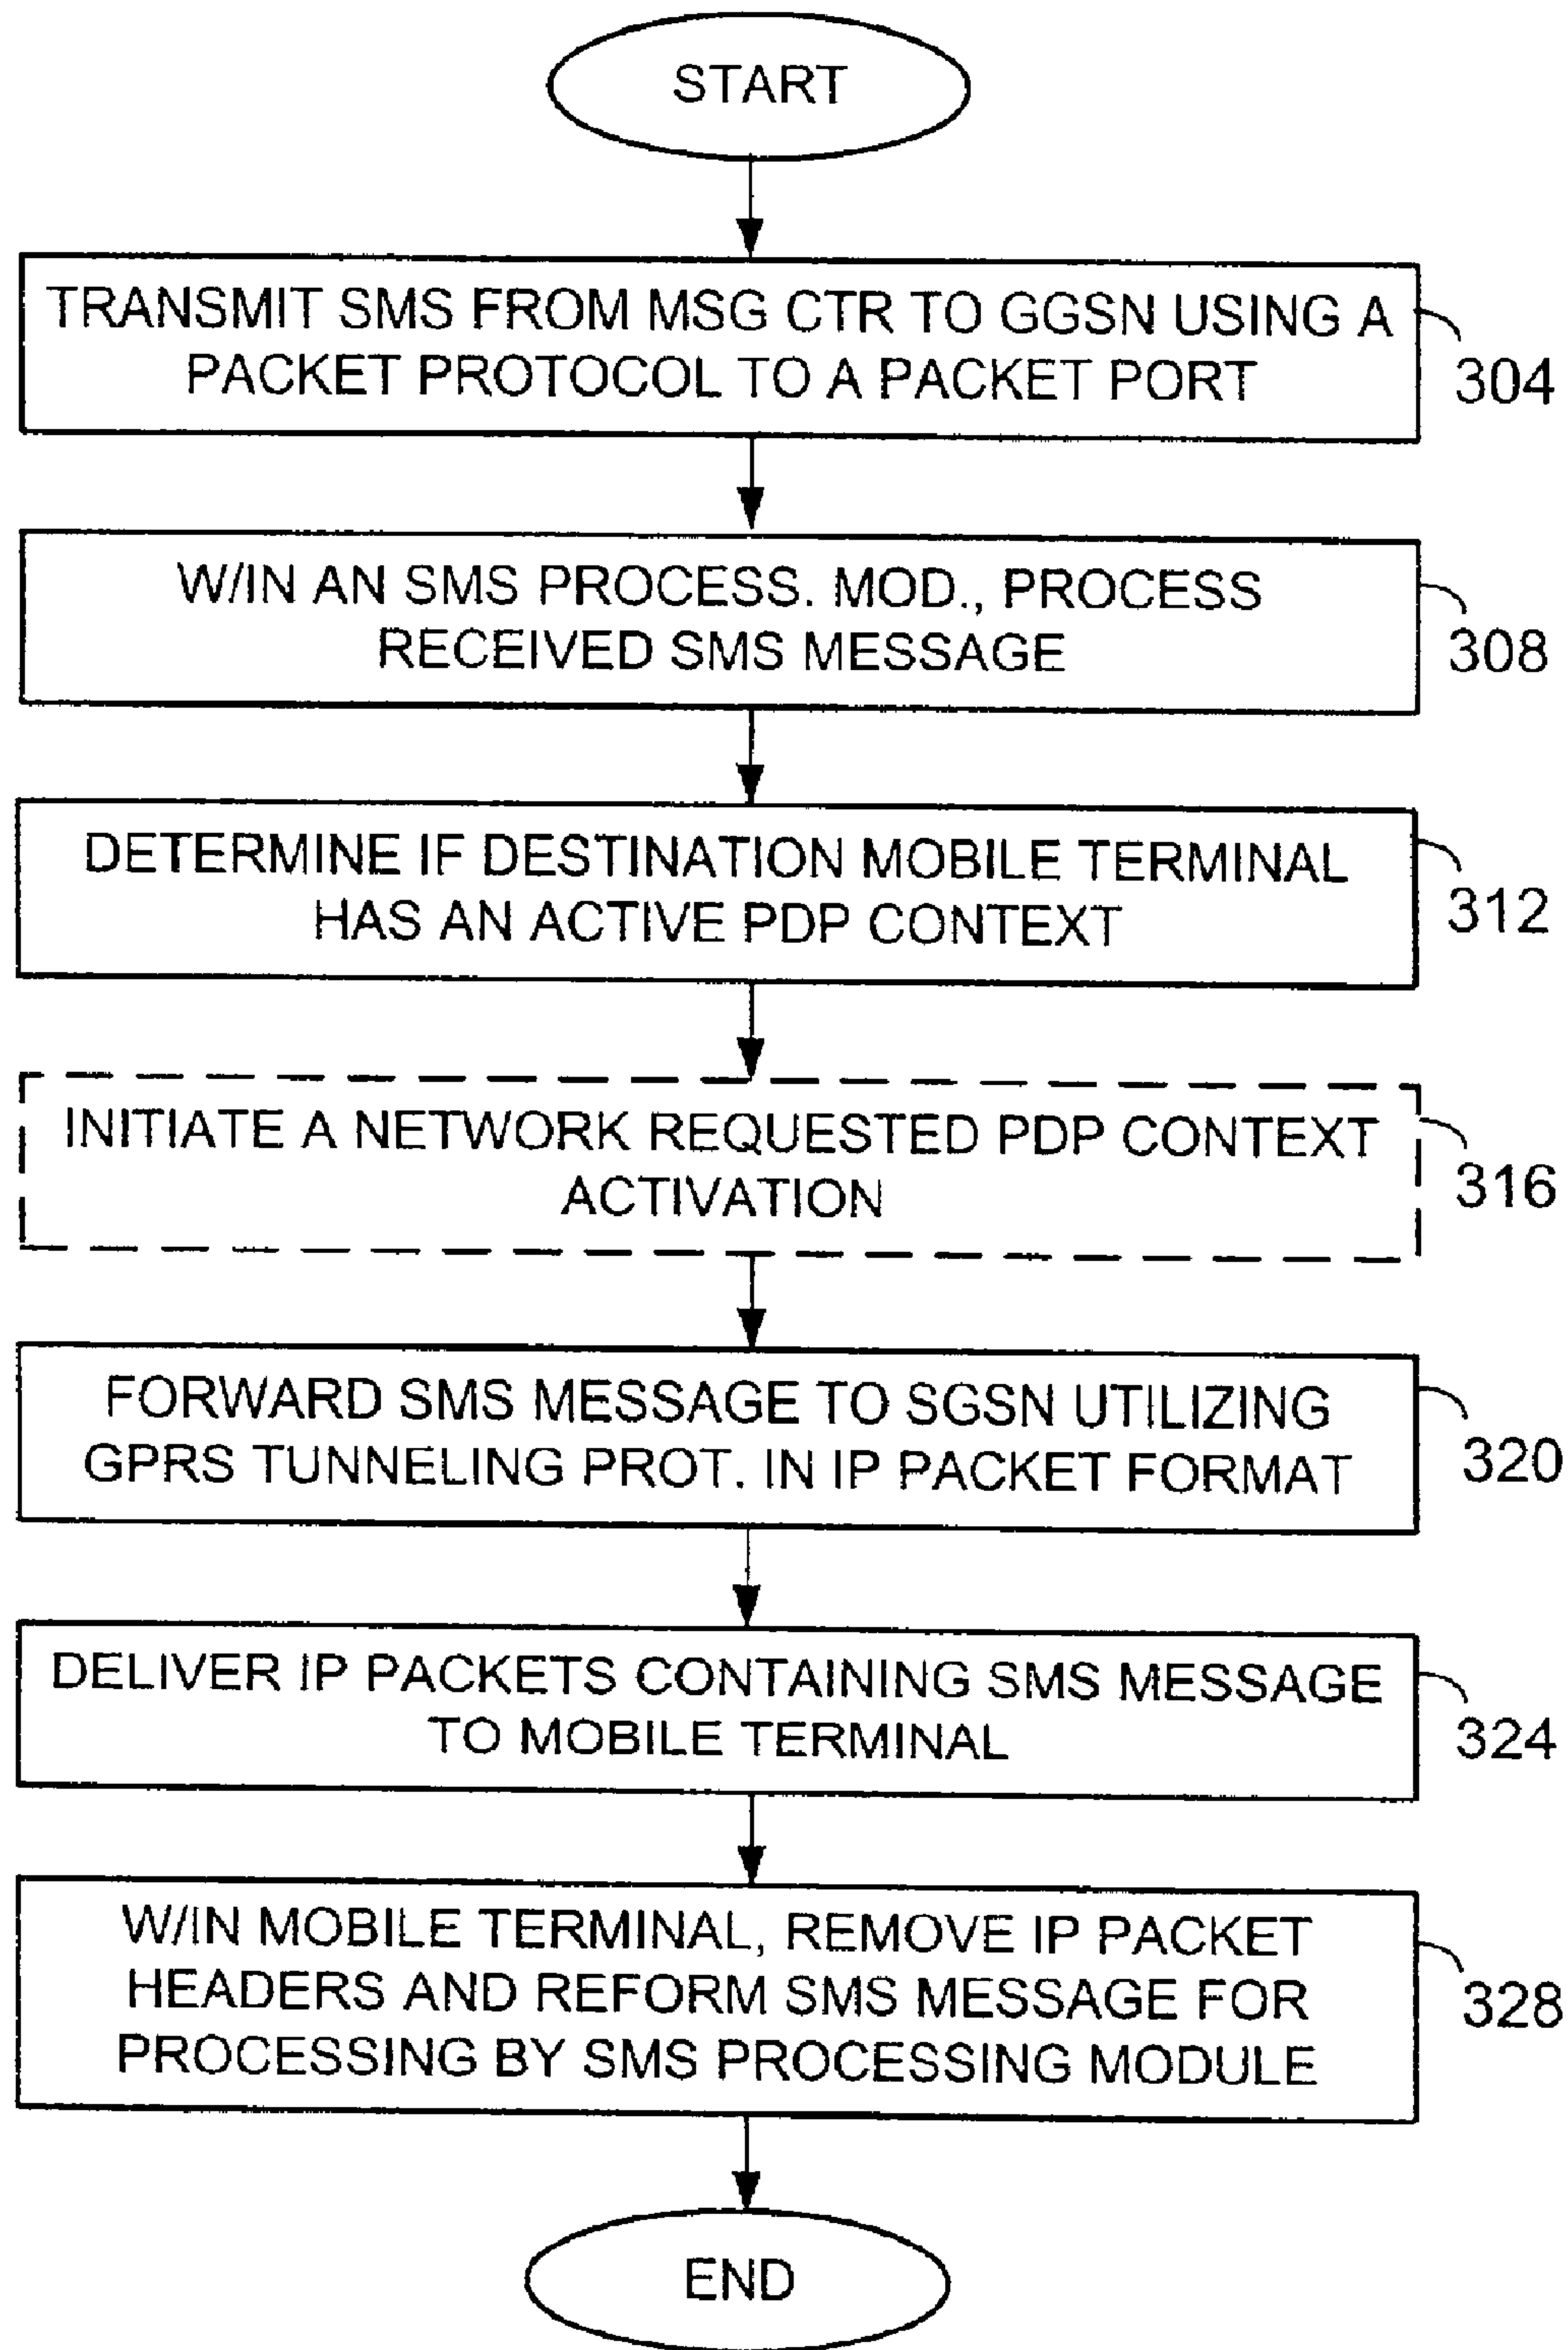 START
TRANSMIT SMS FROM MSG CTR TO GGSN USING A
PACKET PROTOCOL TO A PACKET PORT
304
W/IN AN SMS PROCESS. MOD., PROCESS
RECEIVED SMS MESSAGE
308
DETERMINE IF DESTINATION MOBILE TERMINAL
HAS AN ACTIVE PDP CONTEXT
312
INITIATE A NETWORK REQUESTED PDP CONTEXT
ACTIVATION
316
FORWARD SMS MESSAGE TO SGSN UTILIZING
GPRS TUNNELING PROT. IN IP PACKET FORMAT
320
DELIVER IP PACKETS CONTAINING SMS MESSAGE
TO MOBILE TERMINAL
324
W/IN MOBILE TERMINAL, REMOVE IP PACKET
HEADERS AND REFORM SMS MESSAGE FOR
PROCESSING BY SMS PROCESSING MODULE
328
END